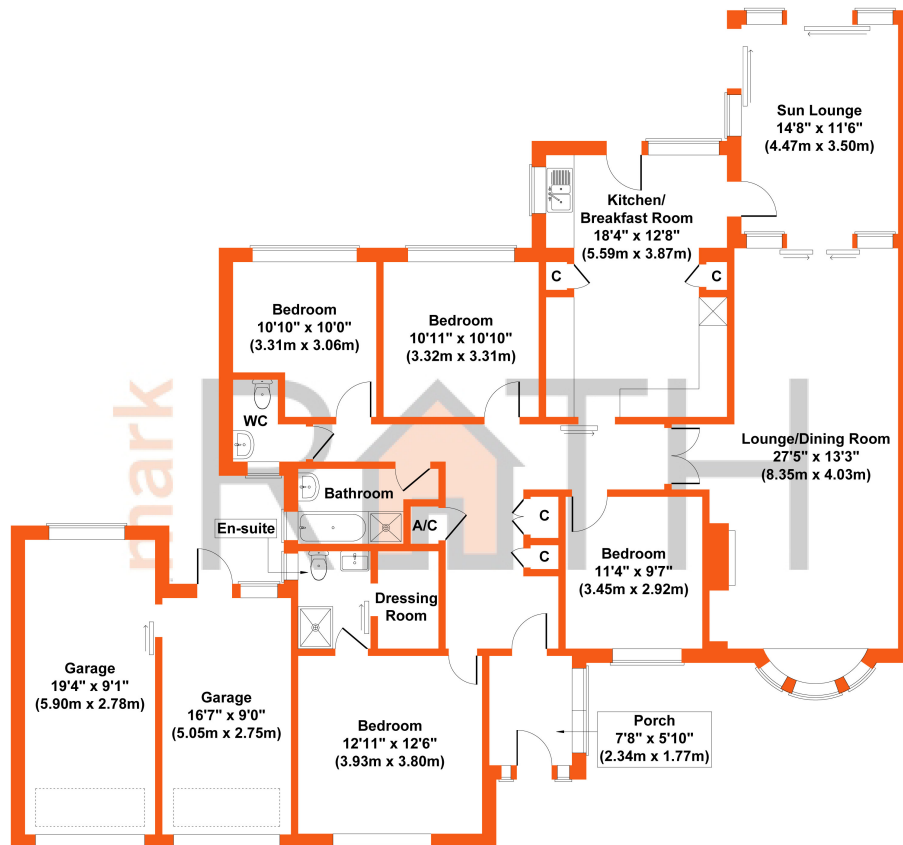 Sun Lounge
14'8" x 11'6"
(4.47m x 3.50m)
Kitchen/
Breakfast Room
18'4" x 12'8"
(5.59m x 3.87m)
C
C
Bedroom
10'10" x 10'0"
(3.31m x 3.06m)
Bedroom
10'11" x 10'10"
(3.32m x 3.31m)
WC
Lounge/Dining Room
27'5" x 13'3"
(8.35m x 4.03m)
mark
RATH
Bathroom
En-suite
A/C
C
C
Bedroom
11'4" x 9'7"
(3.45m x 2.92m)
Dressing
Room
Garage
19'4" x 9'1"
(5.90m x 2.78m)
Garage
16'7" x 9'0"
(5.05m x 2.75m)
Bedroom
12'11" x 12'6"
(3.93m x 3.80m)
Porch
7'8" x 5'10"
(2.34m x 1.77m)